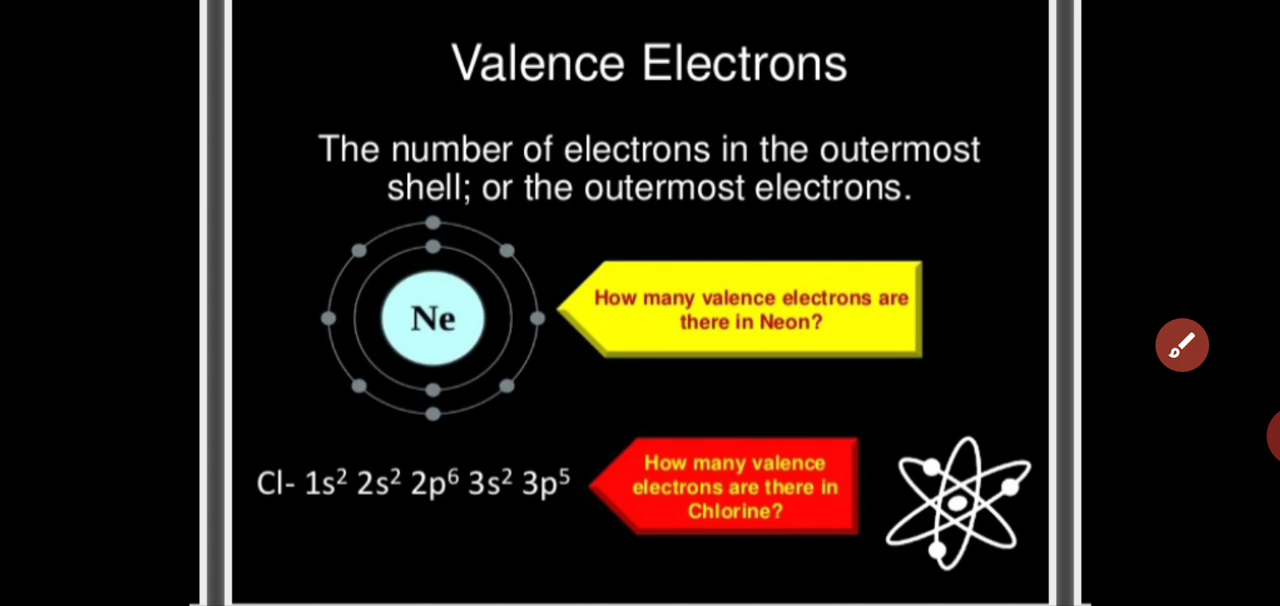 Valence Electrons
The number of electrons in the outermost
shell; or the outermost electrons.
Ne
How many valence electrons are
there in Neon?
Cl- 1s² 2s² 2p⁶ 3s² 3p⁵
How many valence
electrons are there in
Chlorine?